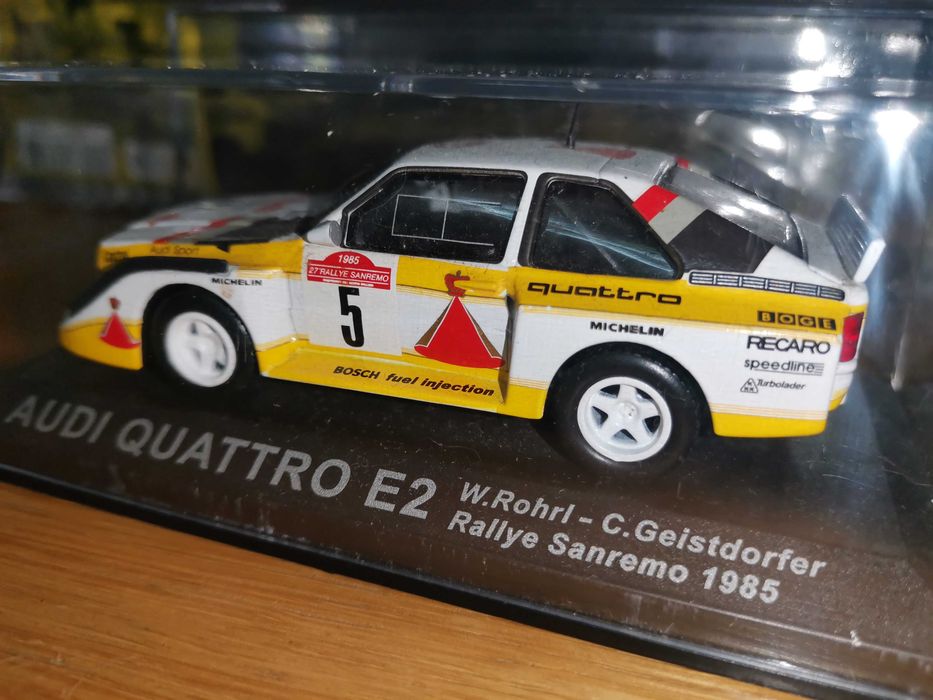 Audi Sport
MICHELIN
1985
27°RALLYE SANREMO
5
quattro
MICHELIN
BOSCH fuel injection
BOGE
RECARO
speedline
Turbolader
AUDI QUATTRO E2
W.Rohrl - C.Geistdorfer
Rallye Sanremo 1985